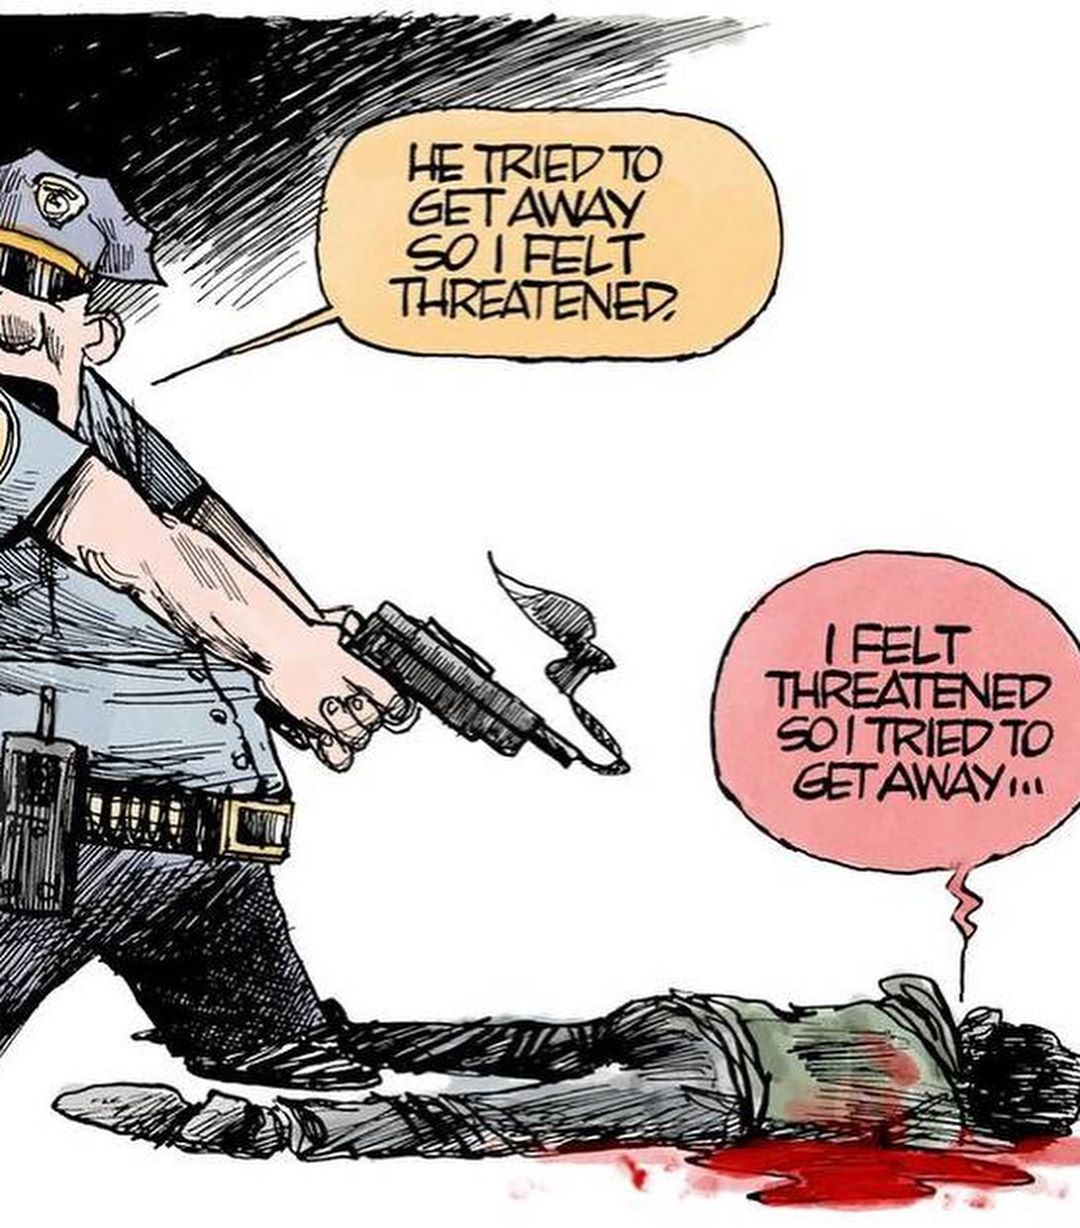 HE TRIED TO
GET AWAY
SO I FELT
THREATENED.
I FELT
THREATENED
SO I TRIED TO
GET AWAY...